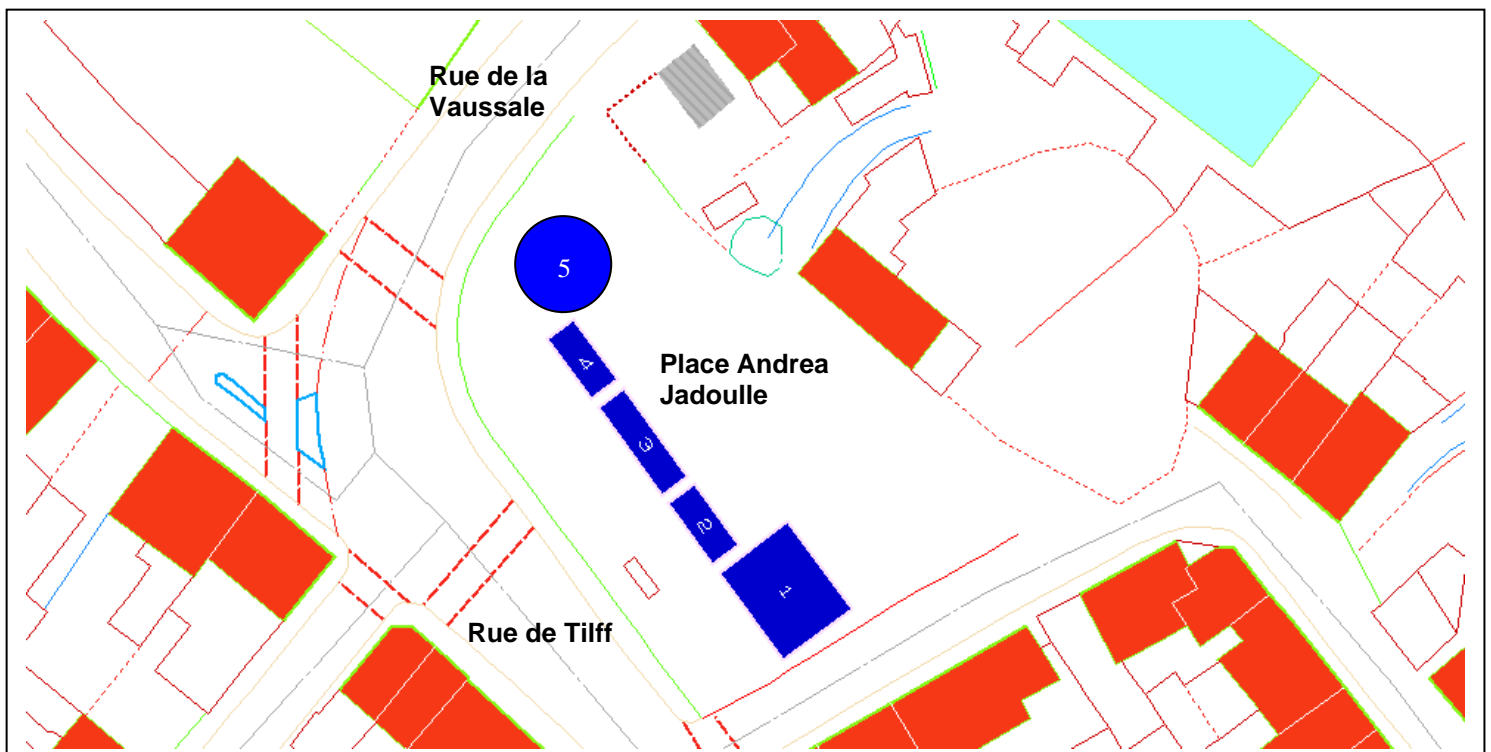 Rue de la
Vaussale
5
4
Place Andrea
Jadoulle
3
2
1
Rue de Tilff